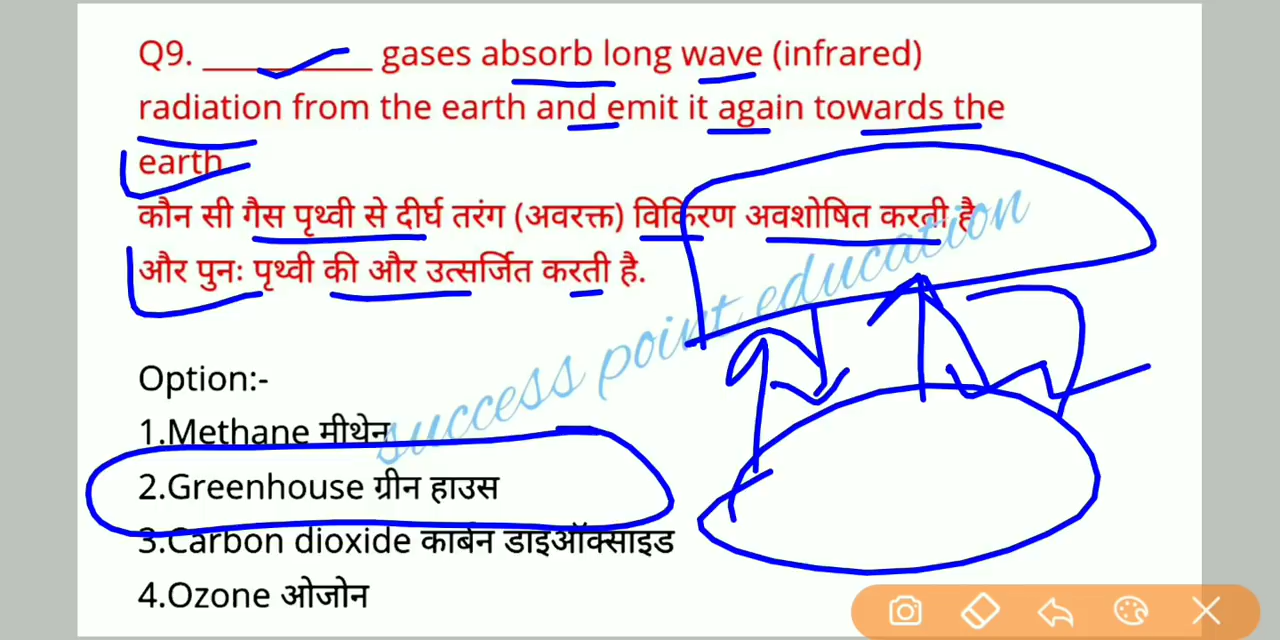 Q9. __________ gases absorb long wave (infrared)
radiation from the earth and emit it again towards the
earth
कौन सी गैस पृथ्वी से दीर्घ तरंग (अवरक्त) विकिरण अवशोषित करती है
और पुनः पृथ्वी की और उत्सर्जित करती है.
success point education
Option:-
1.Methane मीथेन
2.Greenhouse ग्रीन हाउस
3.Carbon dioxide कार्बन डाइऑक्साइड
4.Ozone ओजोन